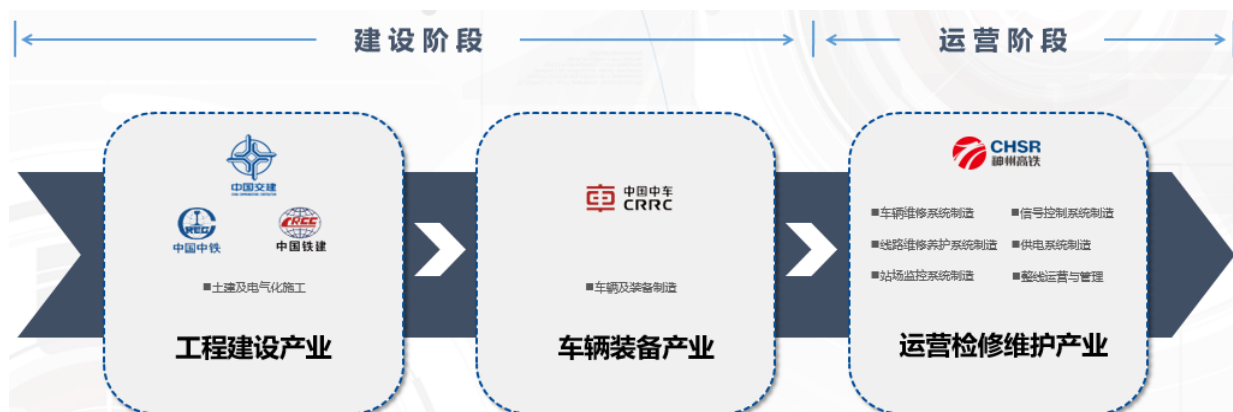 建设阶段
运营阶段
中国交建
中国中铁
CRCC
中国铁建
■土建及电气化施工
工程建设产业
中国中车
CRRC
■车辆及装备制造
车辆装备产业
CHSR
神州高铁
■车辆维修系统制造
■信号控制系统制造
■线路维修养护系统制造
■供电系统制造
■站场监控系统制造
■整线运营与管理
运营检修维护产业